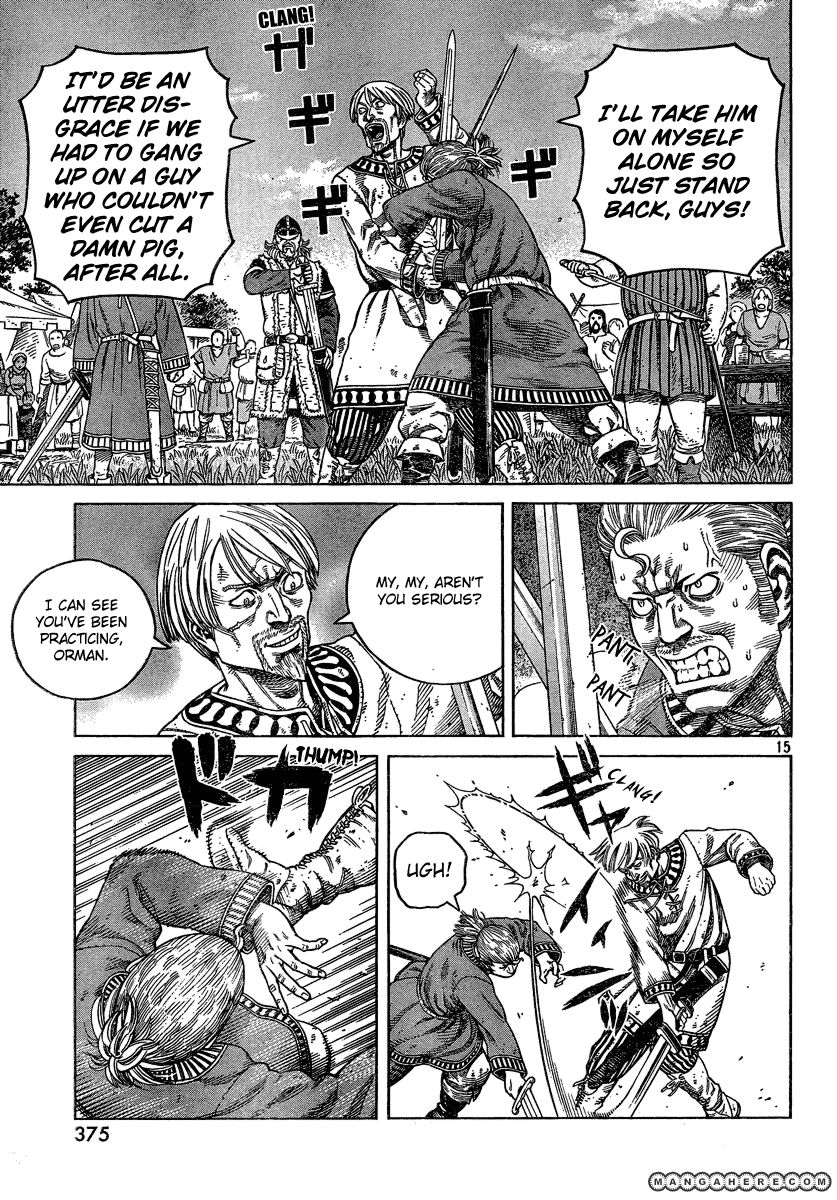 CLANG!
ガ
ギ
ギ
ギ
ギ
I'LL TAKE HIM
ON MYSELF
ALONE SO
JUST STAND
BACK, GUYS!
IT'D BE AN
UTTER DIS-
GRACE IF WE
HAD TO GANG
UP ON A GUY
WHO COULDN'T
EVEN CUT A
DAMN PIG,
AFTER ALL.
PANT,
PANT
MY, MY, AREN'T
YOU SERIOUS?
I CAN SEE
YOU'VE BEEN
PRACTICING,
ORMAN.
15
CLANG!
ギン
UGH!
THUMP!
ドカ
375
MANGAHERE.COM